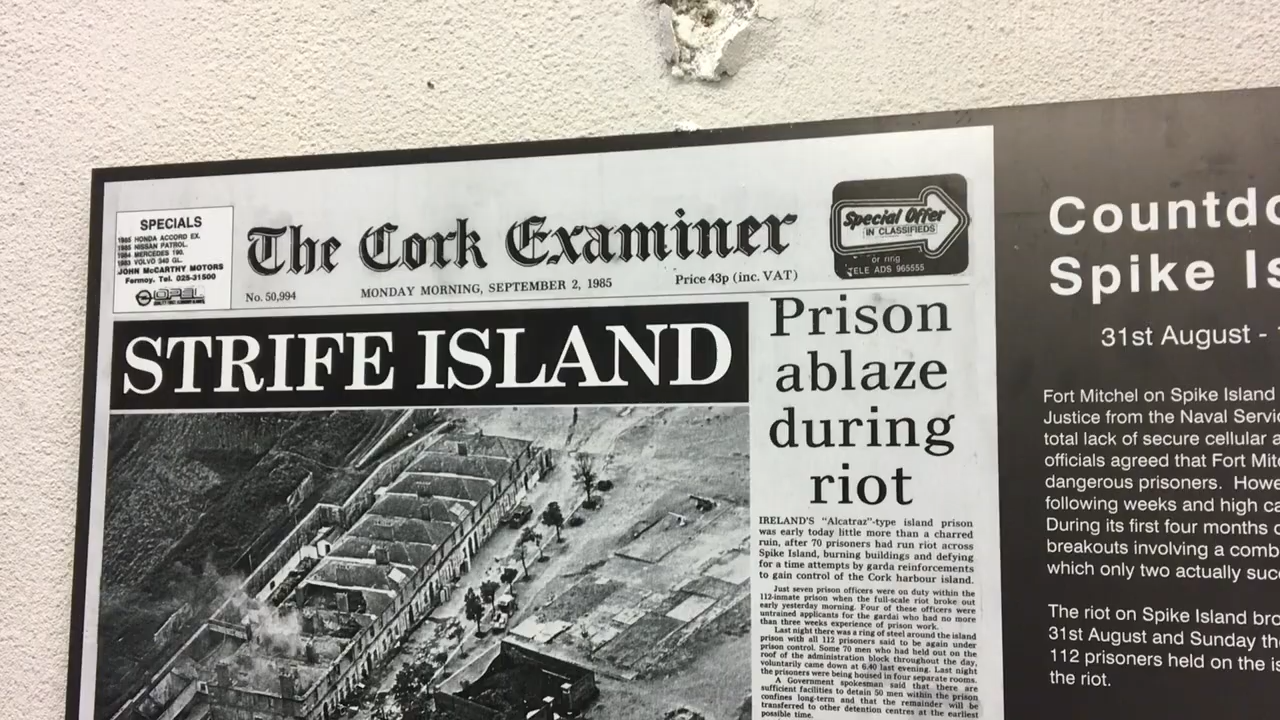 SPECIALS
1985 HONDA ACCORD EX.
1985 NISSAN PATROL.
1984 MERCEDES 190.
1983 VOLVO 340 GL.
JOHN McCARTHY MOTORS
Fermoy. Tel. 025-31500
OPEL
The Cork Examiner
Special Offer
IN CLASSIFIEDS
or ring
TELE ADS 965555
No. 50,994
MONDAY MORNING, SEPTEMBER 2, 1985
Price 43p (inc. VAT)
STRIFE ISLAND
Prison
ablaze
during
riot
IRELAND'S "Alcatraz"-type island prison
was early today little more than a charred
ruin, after 70 prisoners had run riot across
Spike Island, burning buildings and defying
for a time attempts by garda reinforcements
to gain control of the Cork harbour island.
Just seven prison officers were on duty within the
112-inmate prison when the full-scale riot broke out
early yesterday morning. Four of these officers were
untrained applicants for the gardai who had no more
than three weeks experience of prison work.
Last night there was a ring of steel around the island
prison with all 112 prisoners said to be again under
prison control. Some 70 men who had held out on the
roof of the administration block throughout the day,
voluntarily came down at 6.40 last evening. Last night
the prisoners were being housed in four separate rooms.
A Government spokesman said that there are
sufficient facilities to detain 50 men within the prison
confines long-term and that the remainder will be
transferred to other detention centres at the earliest
possible time.
Countdo
Spike Is
31st August -
Fort Mitchel on Spike Island
Justice from the Naval Servi
total lack of secure cellular a
officials agreed that Fort Mit
dangerous prisoners. Howe
following weeks and high ca
During its first four months o
breakouts involving a comb
which only two actually succ
The riot on Spike Island bro
31st August and Sunday th
112 prisoners held on the is
the riot.